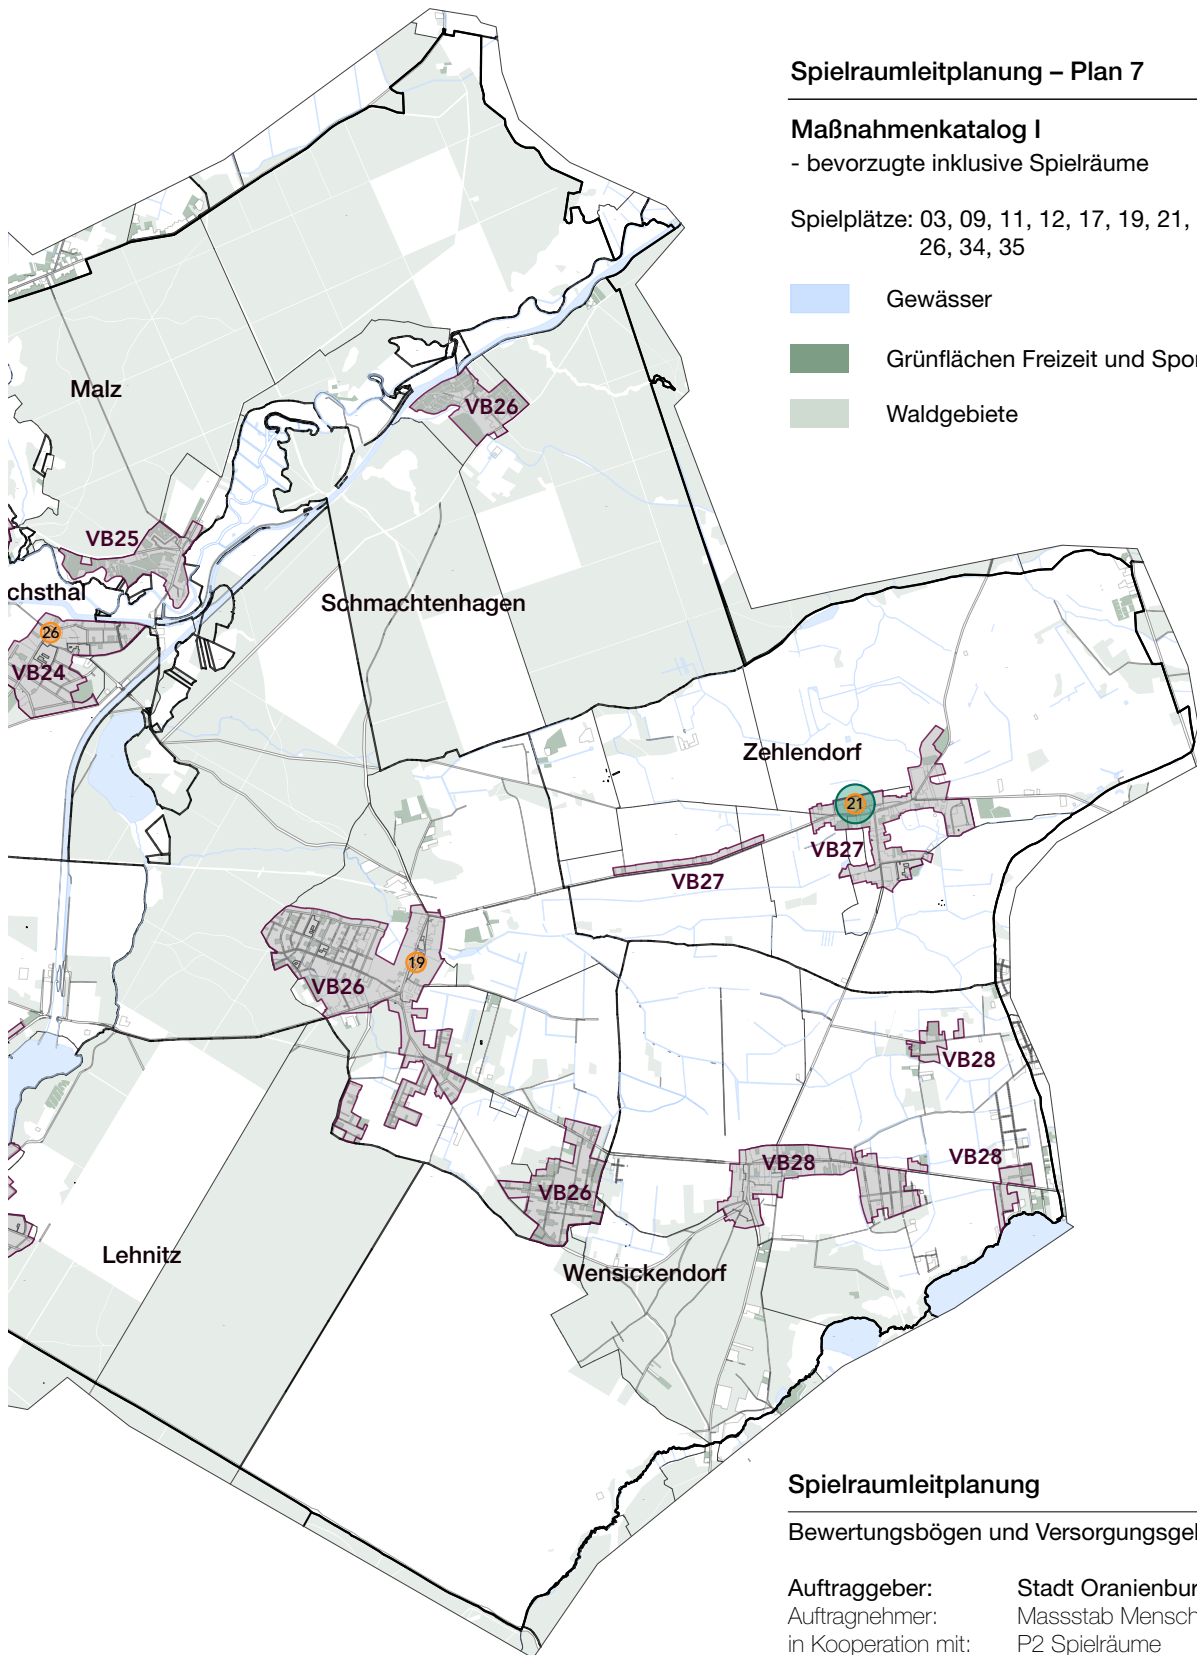 Spielraumleitplanung – Plan 7
Maßnahmenkatalog I
- bevorzugte inklusive Spielräume
Spielplätze: 03, 09, 11, 12, 17, 19, 21,
26, 34, 35
Gewässer
Grünflächen Freizeit und Spor
Waldgebiete
Malz
VB26
VB25
chsthal
Schmachtenhagen
26
VB24
Zehlendorf
21
VB27
VB27
19
VB26
VB28
VB28
VB28
VB26
Lehnitz
Wensickendorf
Spielraumleitplanung
Bewertungsbögen und Versorgungsgel
Auftraggeber: Stadt Oranienbur
Auftragnehmer: Massstab Mensch
in Kooperation mit: P2 Spielräume